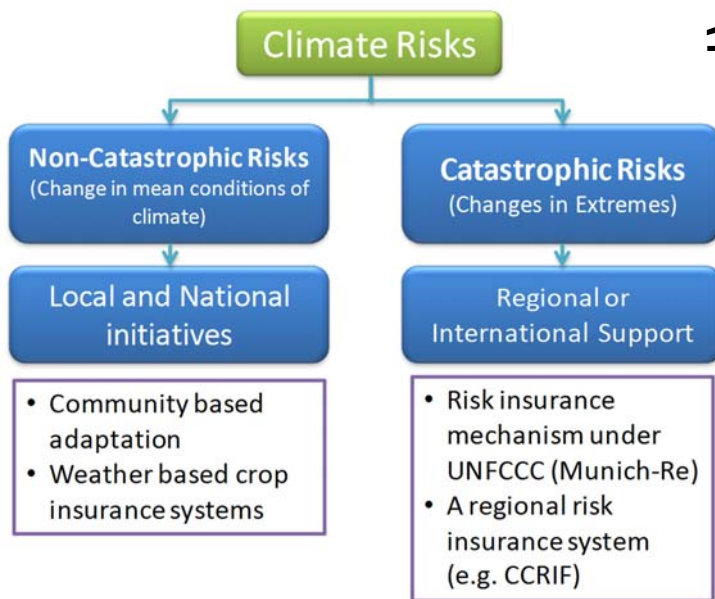 Climate Risks
Non-Catastrophic Risks
(Change in mean conditions of
climate)
Catastrophic Risks
(Changes in Extremes)
Local and National
initiatives
Regional or
International Support
• Community based
adaptation
• Weather based crop
insurance systems
• Risk insurance
mechanism under
UNFCCC (Munich-Re)
• A regional risk
insurance system
(e.g. CCRIF)